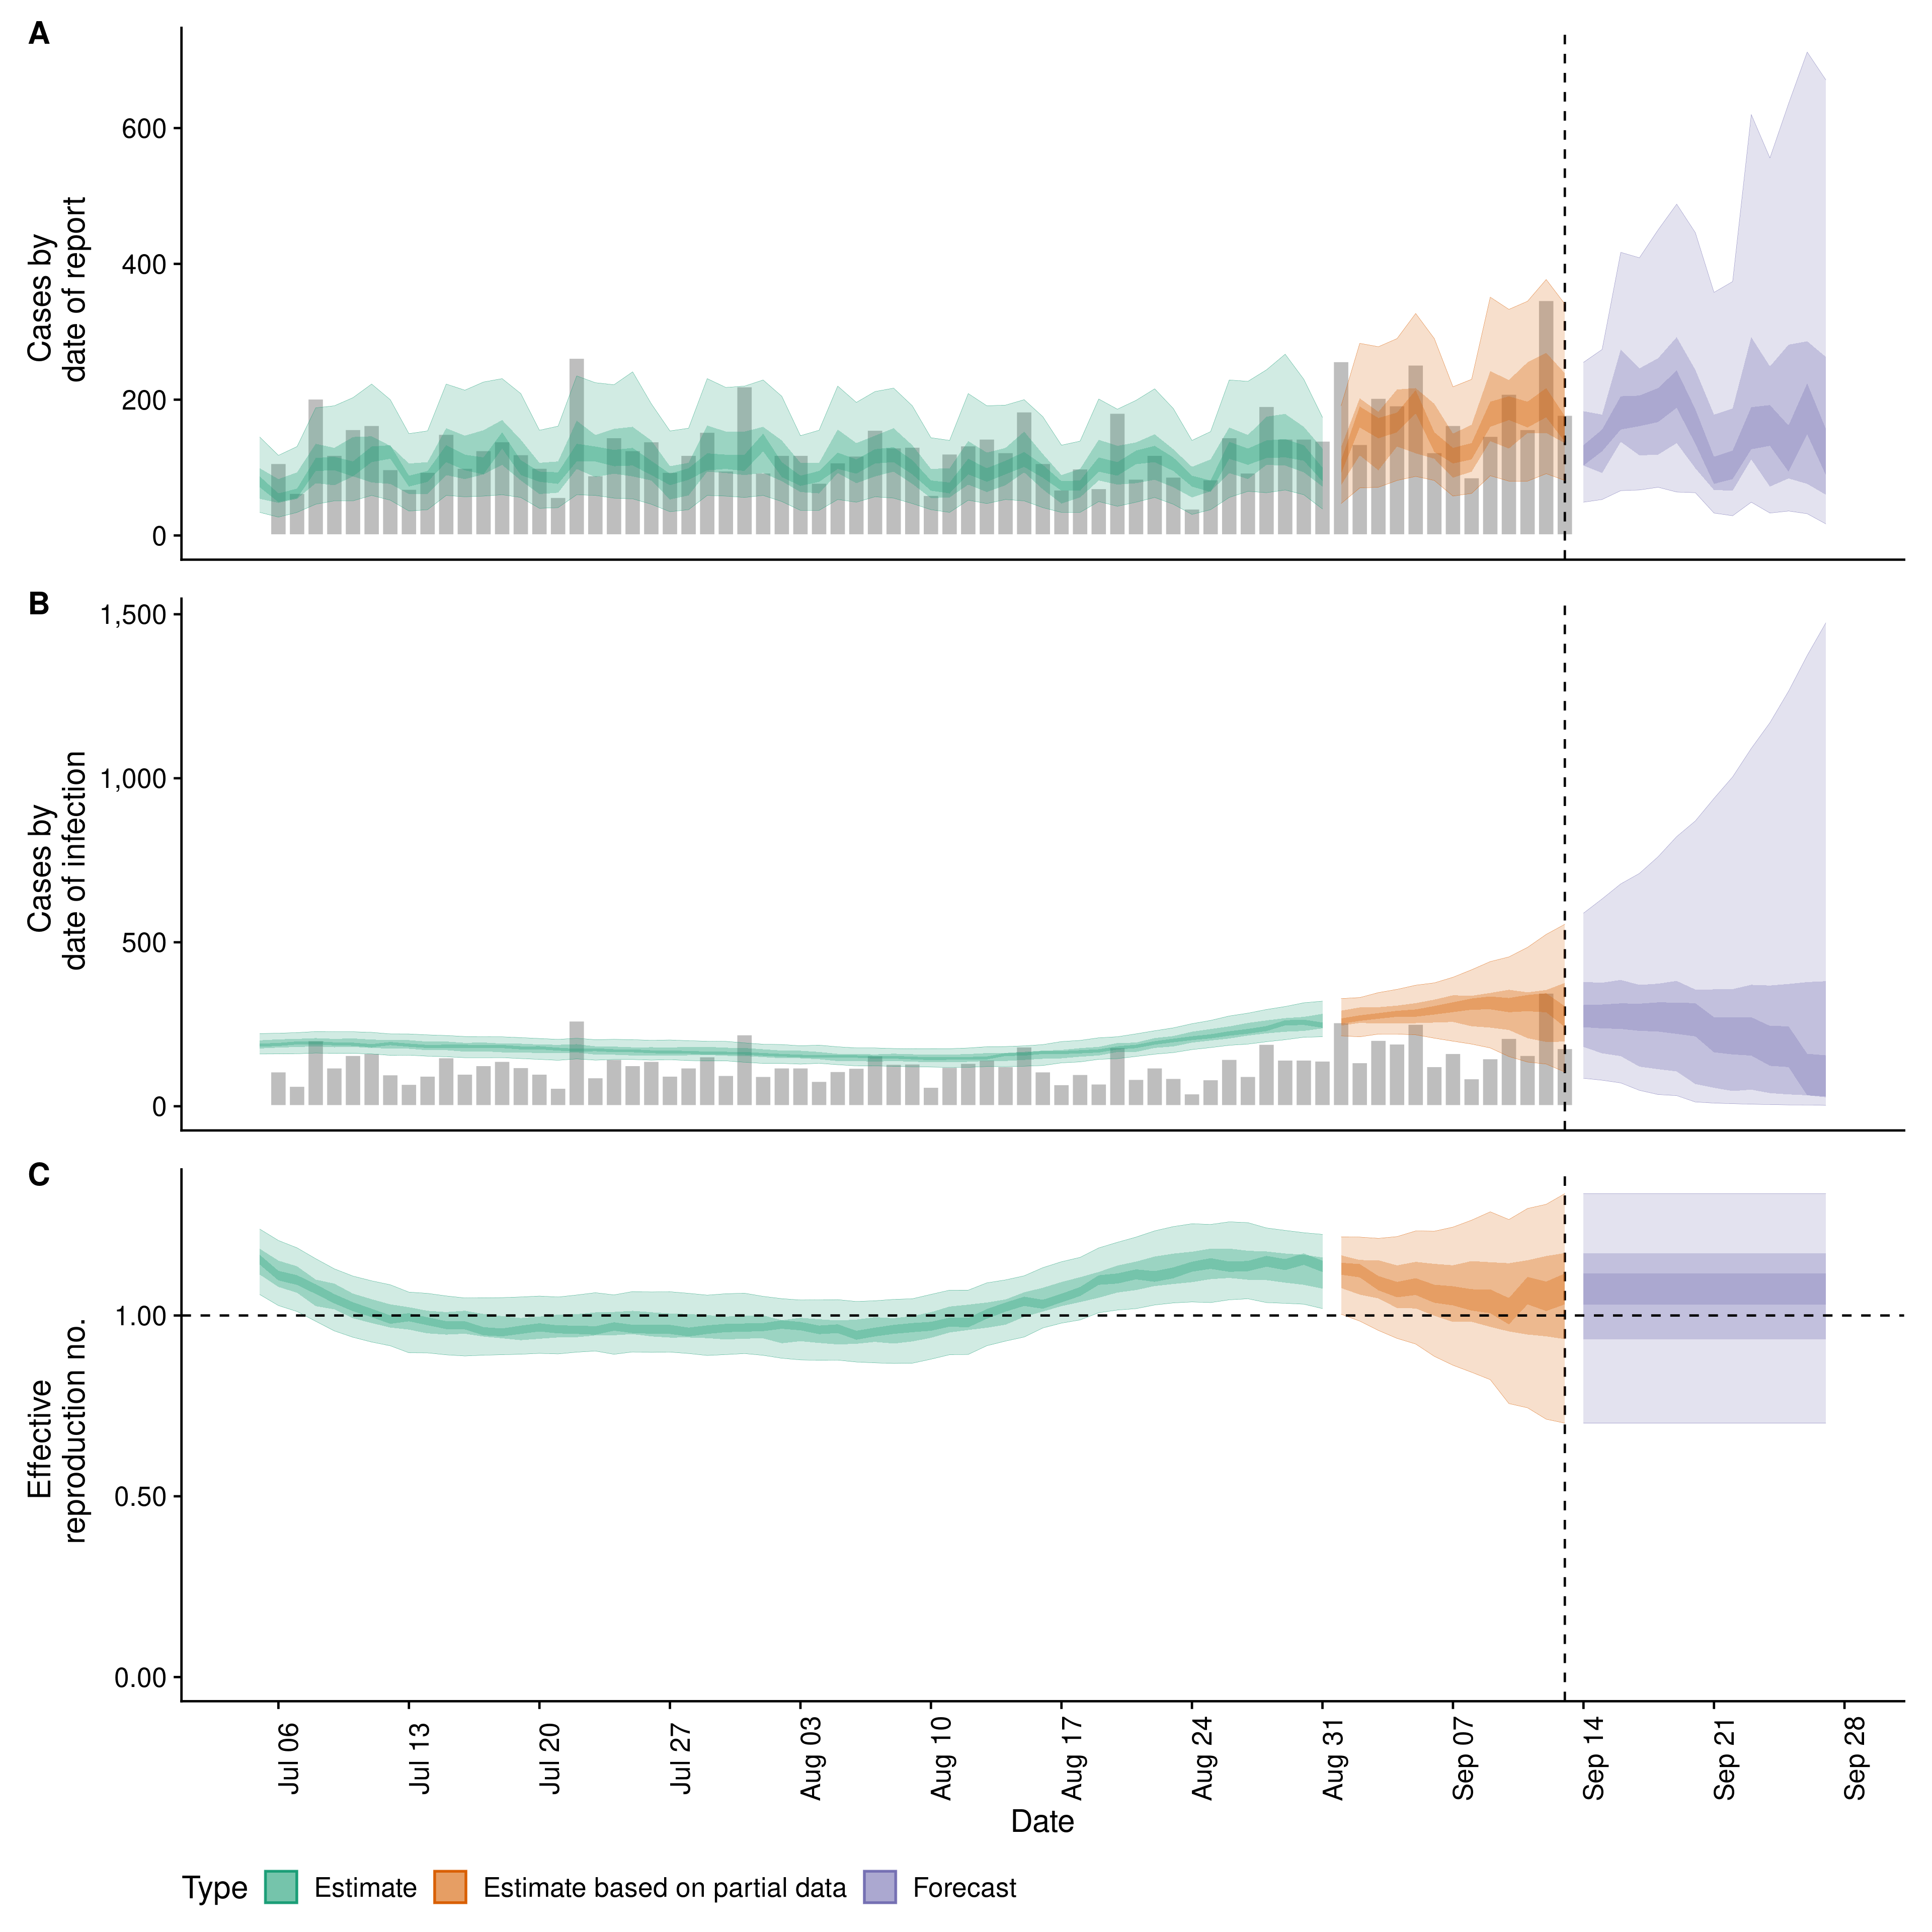 A
600
400
200
0
Cases by
date of report
B
1,500
1,000
500
0
Cases by
date of infection
C
1.00
0.50
0.00
Effective
reproduction no.
Jul 06
Jul 13
Jul 20
Jul 27
Aug 03
Aug 10
Aug 17
Aug 24
Aug 31
Sep 07
Sep 14
Sep 21
Sep 28
Date
Type Estimate Estimate based on partial data Forecast